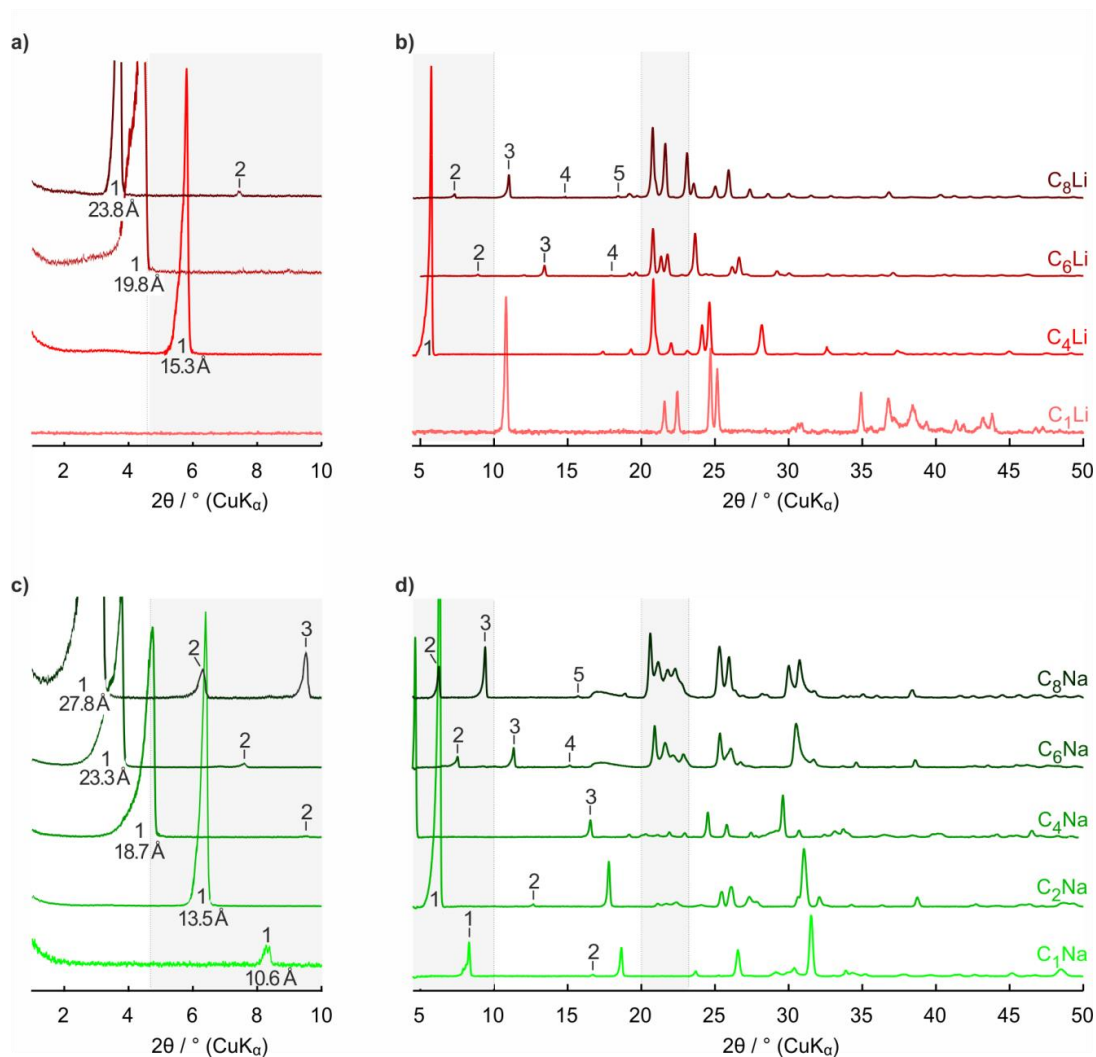 a)
1
23.8 Å
2
1
19.8 Å
1
15.3 Å
2 4 6 8 10
2θ / ° (CuKα)
b)
2 3 4 5
C₈Li
2 3 4
C₆Li
1
C₄Li
C₁Li
5 10 15 20 25 30 35 40 45 50
2θ / ° (CuKα)
c)
1
27.8 Å
2
3
1
23.3 Å
2
1
18.7 Å
2
1
13.5 Å
1
10.6 Å
2 4 6 8 10
2θ / ° (CuKα)
d)
2 3 5
C₈Na
2 3 4
C₆Na
3
C₄Na
1 2
C₂Na
1 2
C₁Na
5 10 15 20 25 30 35 40 45 50
2θ / ° (CuKα)